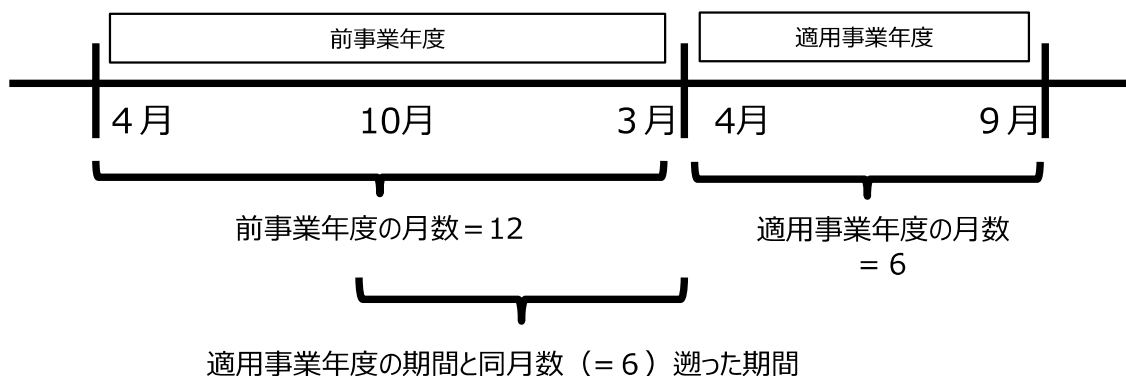 前事業年度
適用事業年度
４月
10月
３月
4月
９月
前事業年度の月数＝12
適用事業年度の月数
＝６
適用事業年度の期間と同月数（＝６）遡った期間